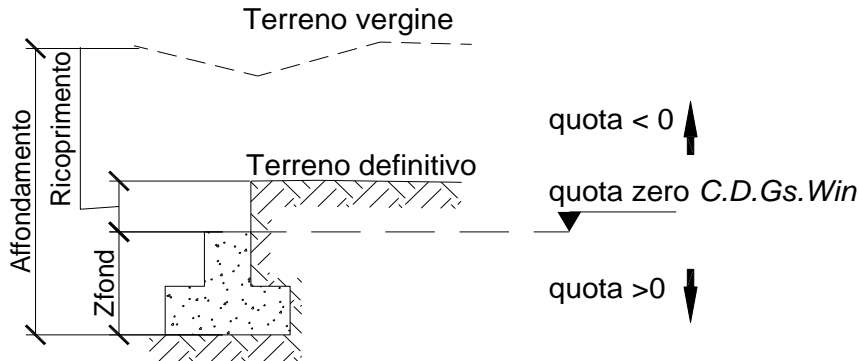 Terreno vergine
Affondamento
Ricoprimento
quota < 0
Terreno definitivo
quota zero C.D.Gs.Win
Zfond
quota >0